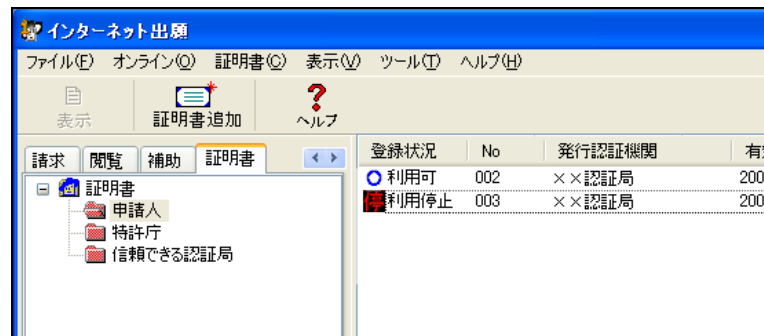 インターネット出願
ファイル(F) オンライン(O) 証明書(C) 表示(V) ツール(T) ヘルプ(H)
表示 証明書追加 ヘルプ
請求 閲覧 補助 証明書
証明書
申請人
特許庁
信頼できる認証局
登録状況 No 発行認証機関 有
利用可 002 ××認証局 200
停 利用停止 003 ××認証局 200